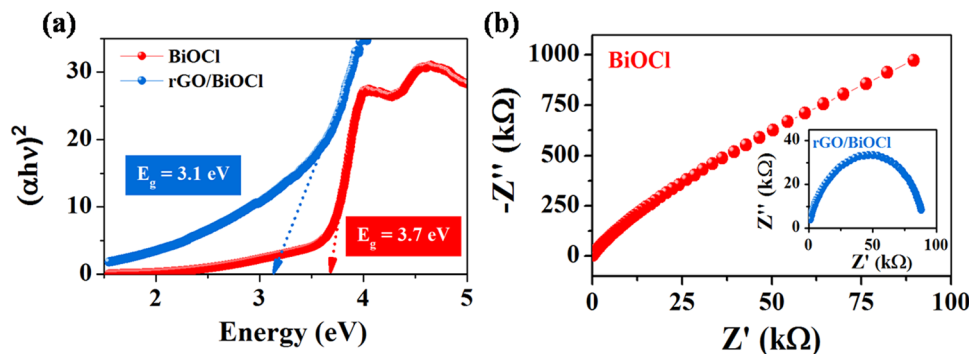 (a)
BiOCl
rGO/BiOCl
(αhν)²
30
20
10
0
E_g = 3.1 eV
E_g = 3.7 eV
2 3 4 5
Energy (eV)
(b)
BiOCl
-Z'' (kΩ)
1000
750
500
250
0
0 25 50 75 100
Z' (kΩ)
rGO/BiOCl
Z'' (kΩ)
40
20
0
0 50 100
Z' (kΩ)